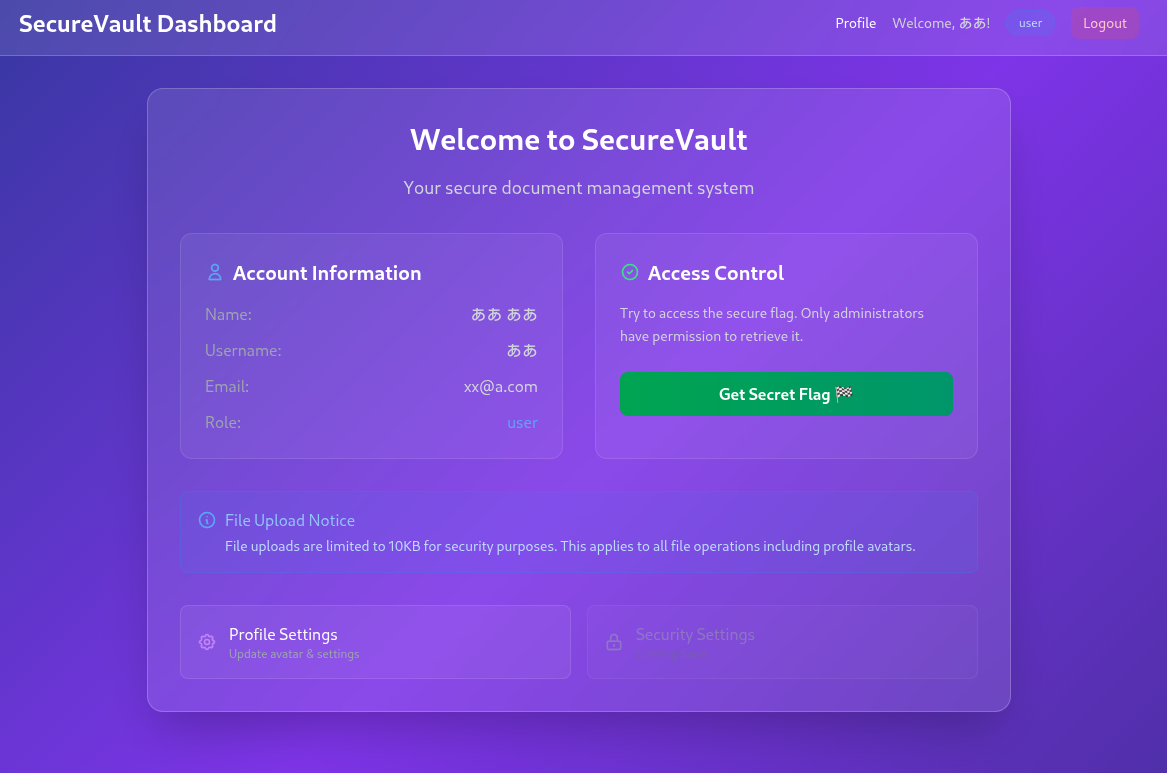 SecureVault Dashboard
Profile
Welcome, ああ!
user
Logout
Welcome to SecureVault
Your secure document management system
Account Information
Name: ああ ああ
Username: ああ
Email: xx@a.com
Role: user
Access Control
Try to access the secure flag. Only administrators
have permission to retrieve it.
Get Secret Flag 🏁
File Upload Notice
File uploads are limited to 10KB for security purposes. This applies to all file operations including profile avatars.
Profile Settings
Update avatar & settings
Security Settings